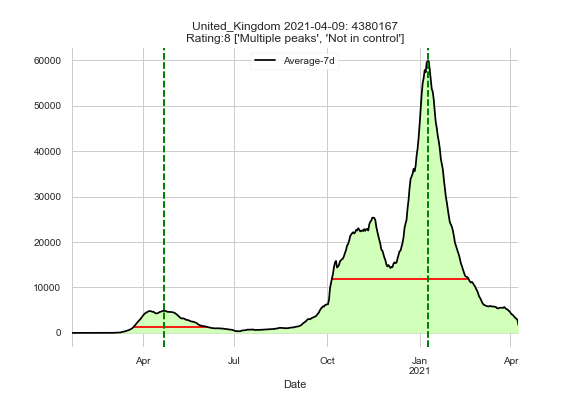 United_Kingdom 2021-04-09: 4380167
Rating:8 ['Multiple peaks', 'Not in control']
Average-7d
60000
50000
40000
30000
20000
10000
0
Apr
Jul
Oct
Jan
2021
Apr
Date